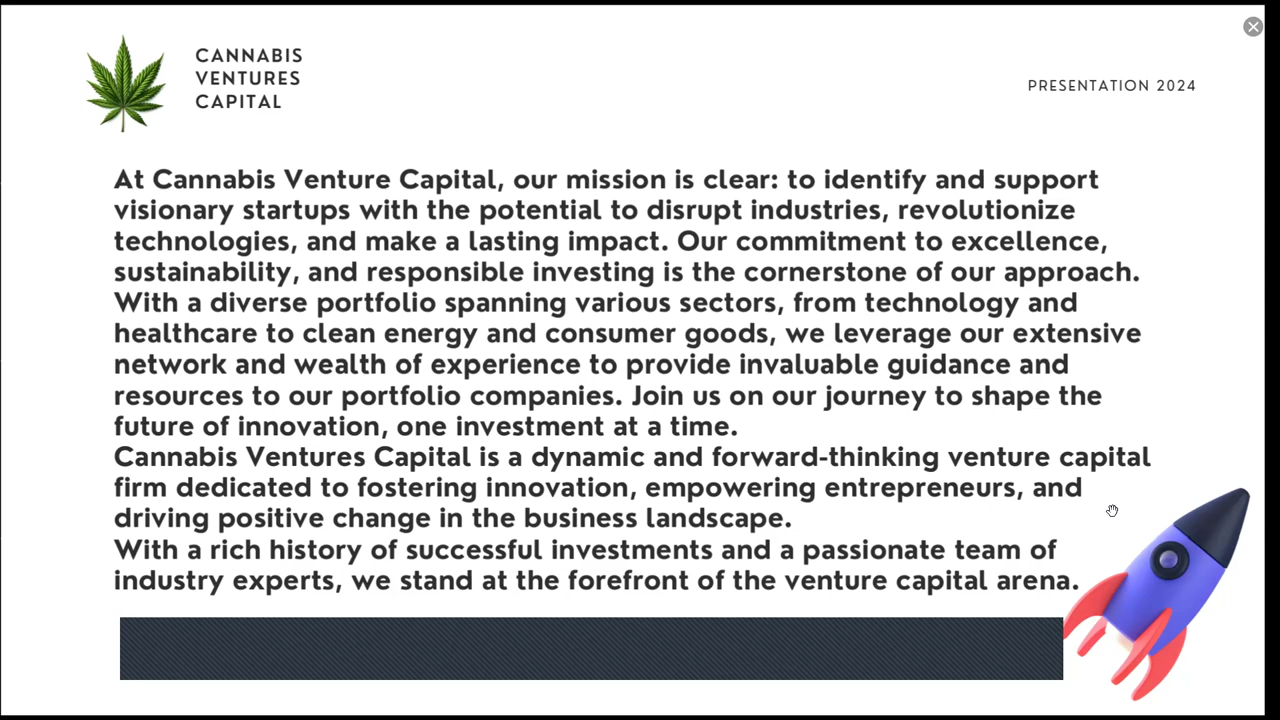 CANNABIS
VENTURES
CAPITAL
PRESENTATION 2024
At Cannabis Venture Capital, our mission is clear: to identify and support
visionary startups with the potential to disrupt industries, revolutionize
technologies, and make a lasting impact. Our commitment to excellence,
sustainability, and responsible investing is the cornerstone of our approach.
With a diverse portfolio spanning various sectors, from technology and
healthcare to clean energy and consumer goods, we leverage our extensive
network and wealth of experience to provide invaluable guidance and
resources to our portfolio companies. Join us on our journey to shape the
future of innovation, one investment at a time.
Cannabis Ventures Capital is a dynamic and forward-thinking venture capital
firm dedicated to fostering innovation, empowering entrepreneurs, and
driving positive change in the business landscape.
With a rich history of successful investments and a passionate team of
industry experts, we stand at the forefront of the venture capital arena.